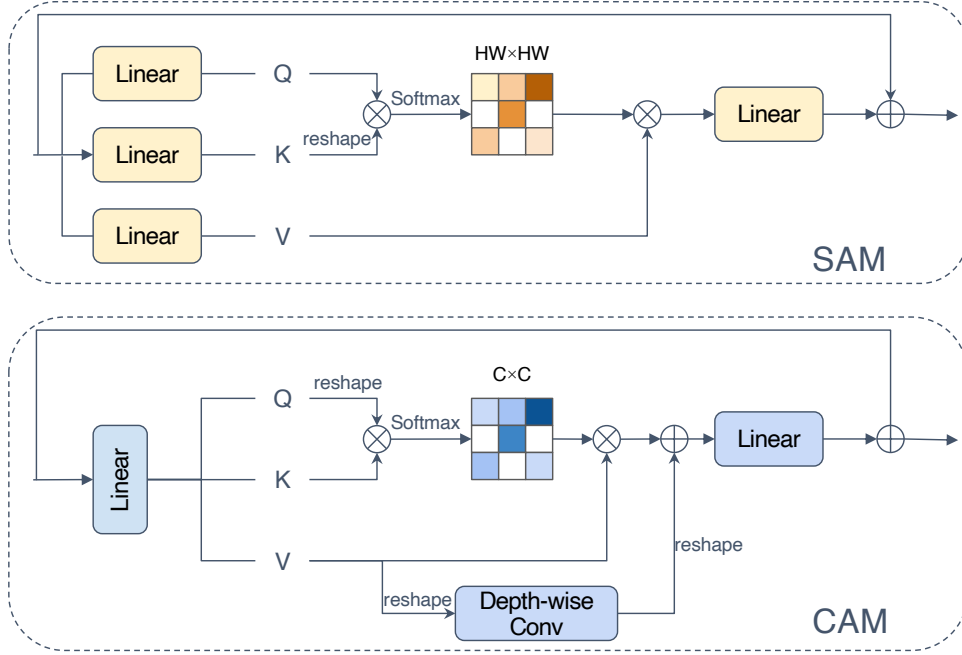 HW×HW
Linear
Q
Softmax
Linear
reshape
Linear
K
Linear
V
SAM
C×C
reshape
Q
Softmax
Linear
Linear
K
V
reshape
reshape
Depth-wise
Conv
CAM